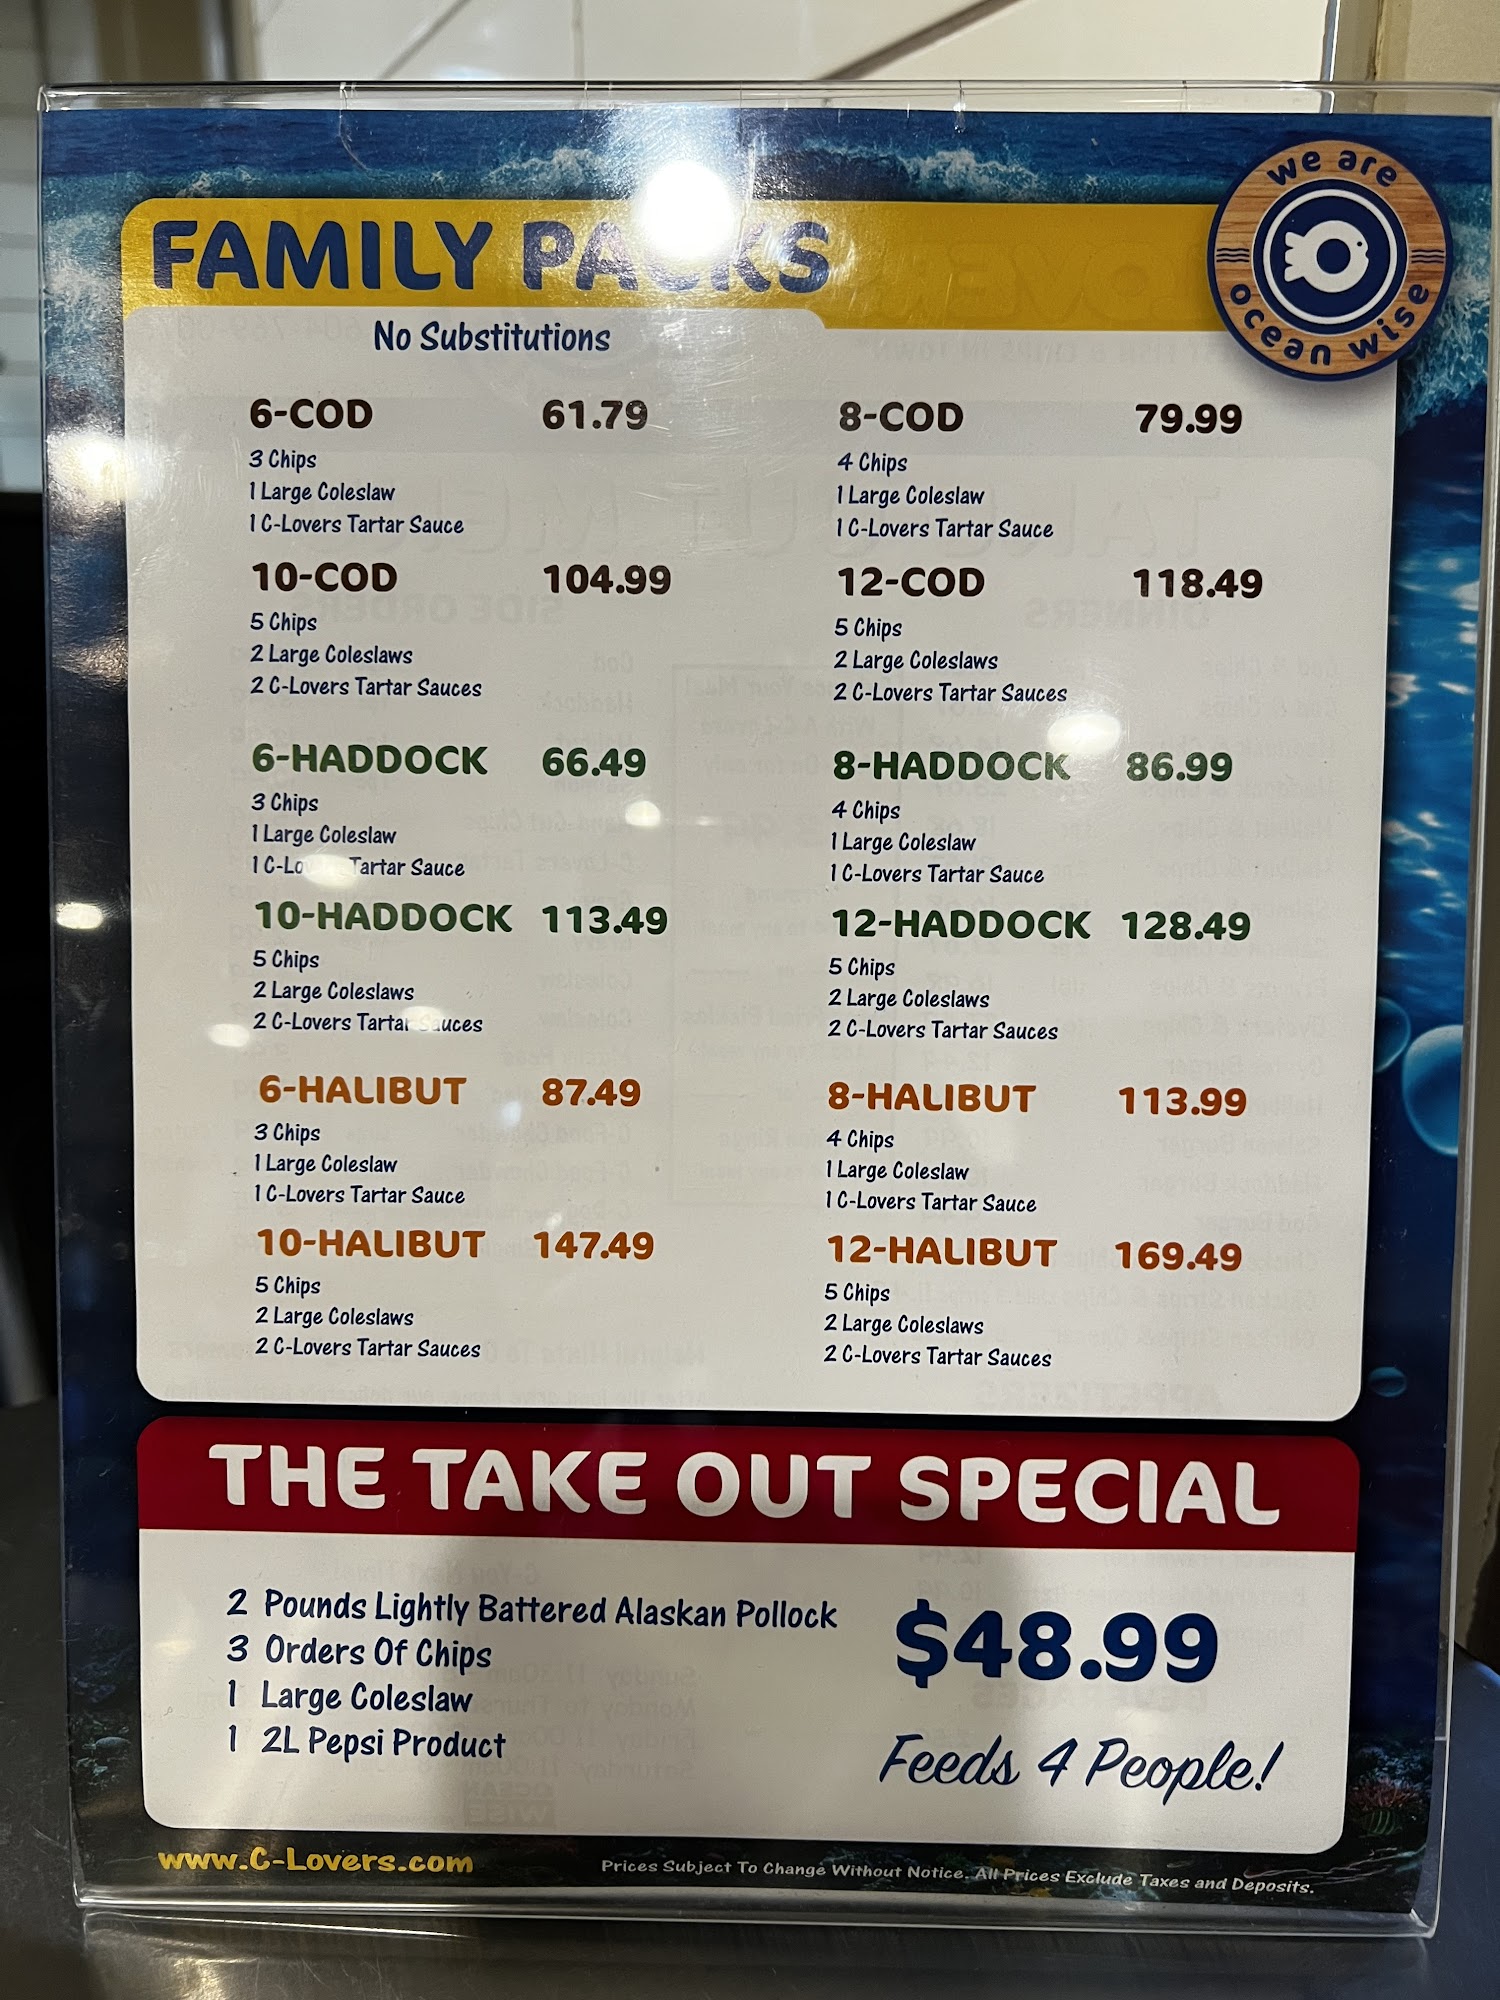 we are
ocean wise
FAMILY PACKS
No Substitutions
6-COD 61.79
3 Chips
1 Large Coleslaw
1 C-Lovers Tartar Sauce
8-COD 79.99
4 Chips
1 Large Coleslaw
1 C-Lovers Tartar Sauce
10-COD 104.99
5 Chips
2 Large Coleslaws
2 C-Lovers Tartar Sauces
12-COD 118.49
5 Chips
2 Large Coleslaws
2 C-Lovers Tartar Sauces
6-HADDOCK 66.49
3 Chips
1 Large Coleslaw
1 C-Lovers Tartar Sauce
8-HADDOCK 86.99
4 Chips
1 Large Coleslaw
1 C-Lovers Tartar Sauce
10-HADDOCK 113.49
5 Chips
2 Large Coleslaws
2 C-Lovers Tartar Sauces
12-HADDOCK 128.49
5 Chips
2 Large Coleslaws
2 C-Lovers Tartar Sauces
6-HALIBUT 87.49
3 Chips
1 Large Coleslaw
1 C-Lovers Tartar Sauce
8-HALIBUT 113.99
4 Chips
1 Large Coleslaw
1 C-Lovers Tartar Sauce
10-HALIBUT 147.49
5 Chips
2 Large Coleslaws
2 C-Lovers Tartar Sauces
12-HALIBUT 169.49
5 Chips
2 Large Coleslaws
2 C-Lovers Tartar Sauces
THE TAKE OUT SPECIAL
2 Pounds Lightly Battered Alaskan Pollock
3 Orders Of Chips
1 Large Coleslaw
1 2L Pepsi Product
$48.99
Feeds 4 People!
www.C-Lovers.com
Prices Subject To Change Without Notice. All Prices Exclude Taxes and Deposits.